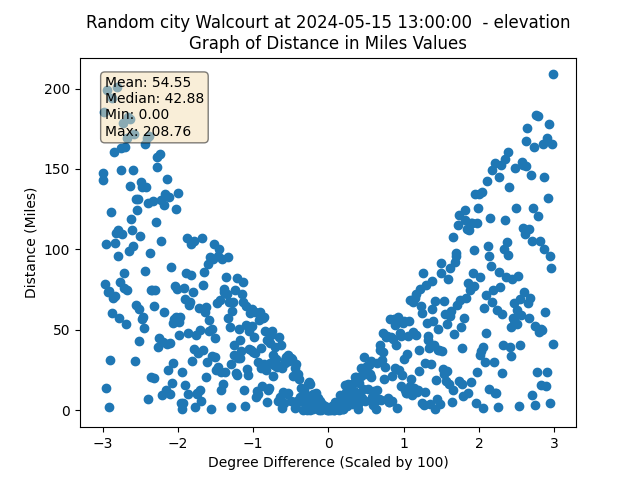 Random city Walcourt at 2024-05-15 13:00:00  - elevation
Graph of Distance in Miles Values
Mean: 54.55
Median: 42.88
Min: 0.00
Max: 208.76
200
150
100
50
0
Distance (Miles)
−3 −2 −1 0 1 2 3
Degree Difference (Scaled by 100)